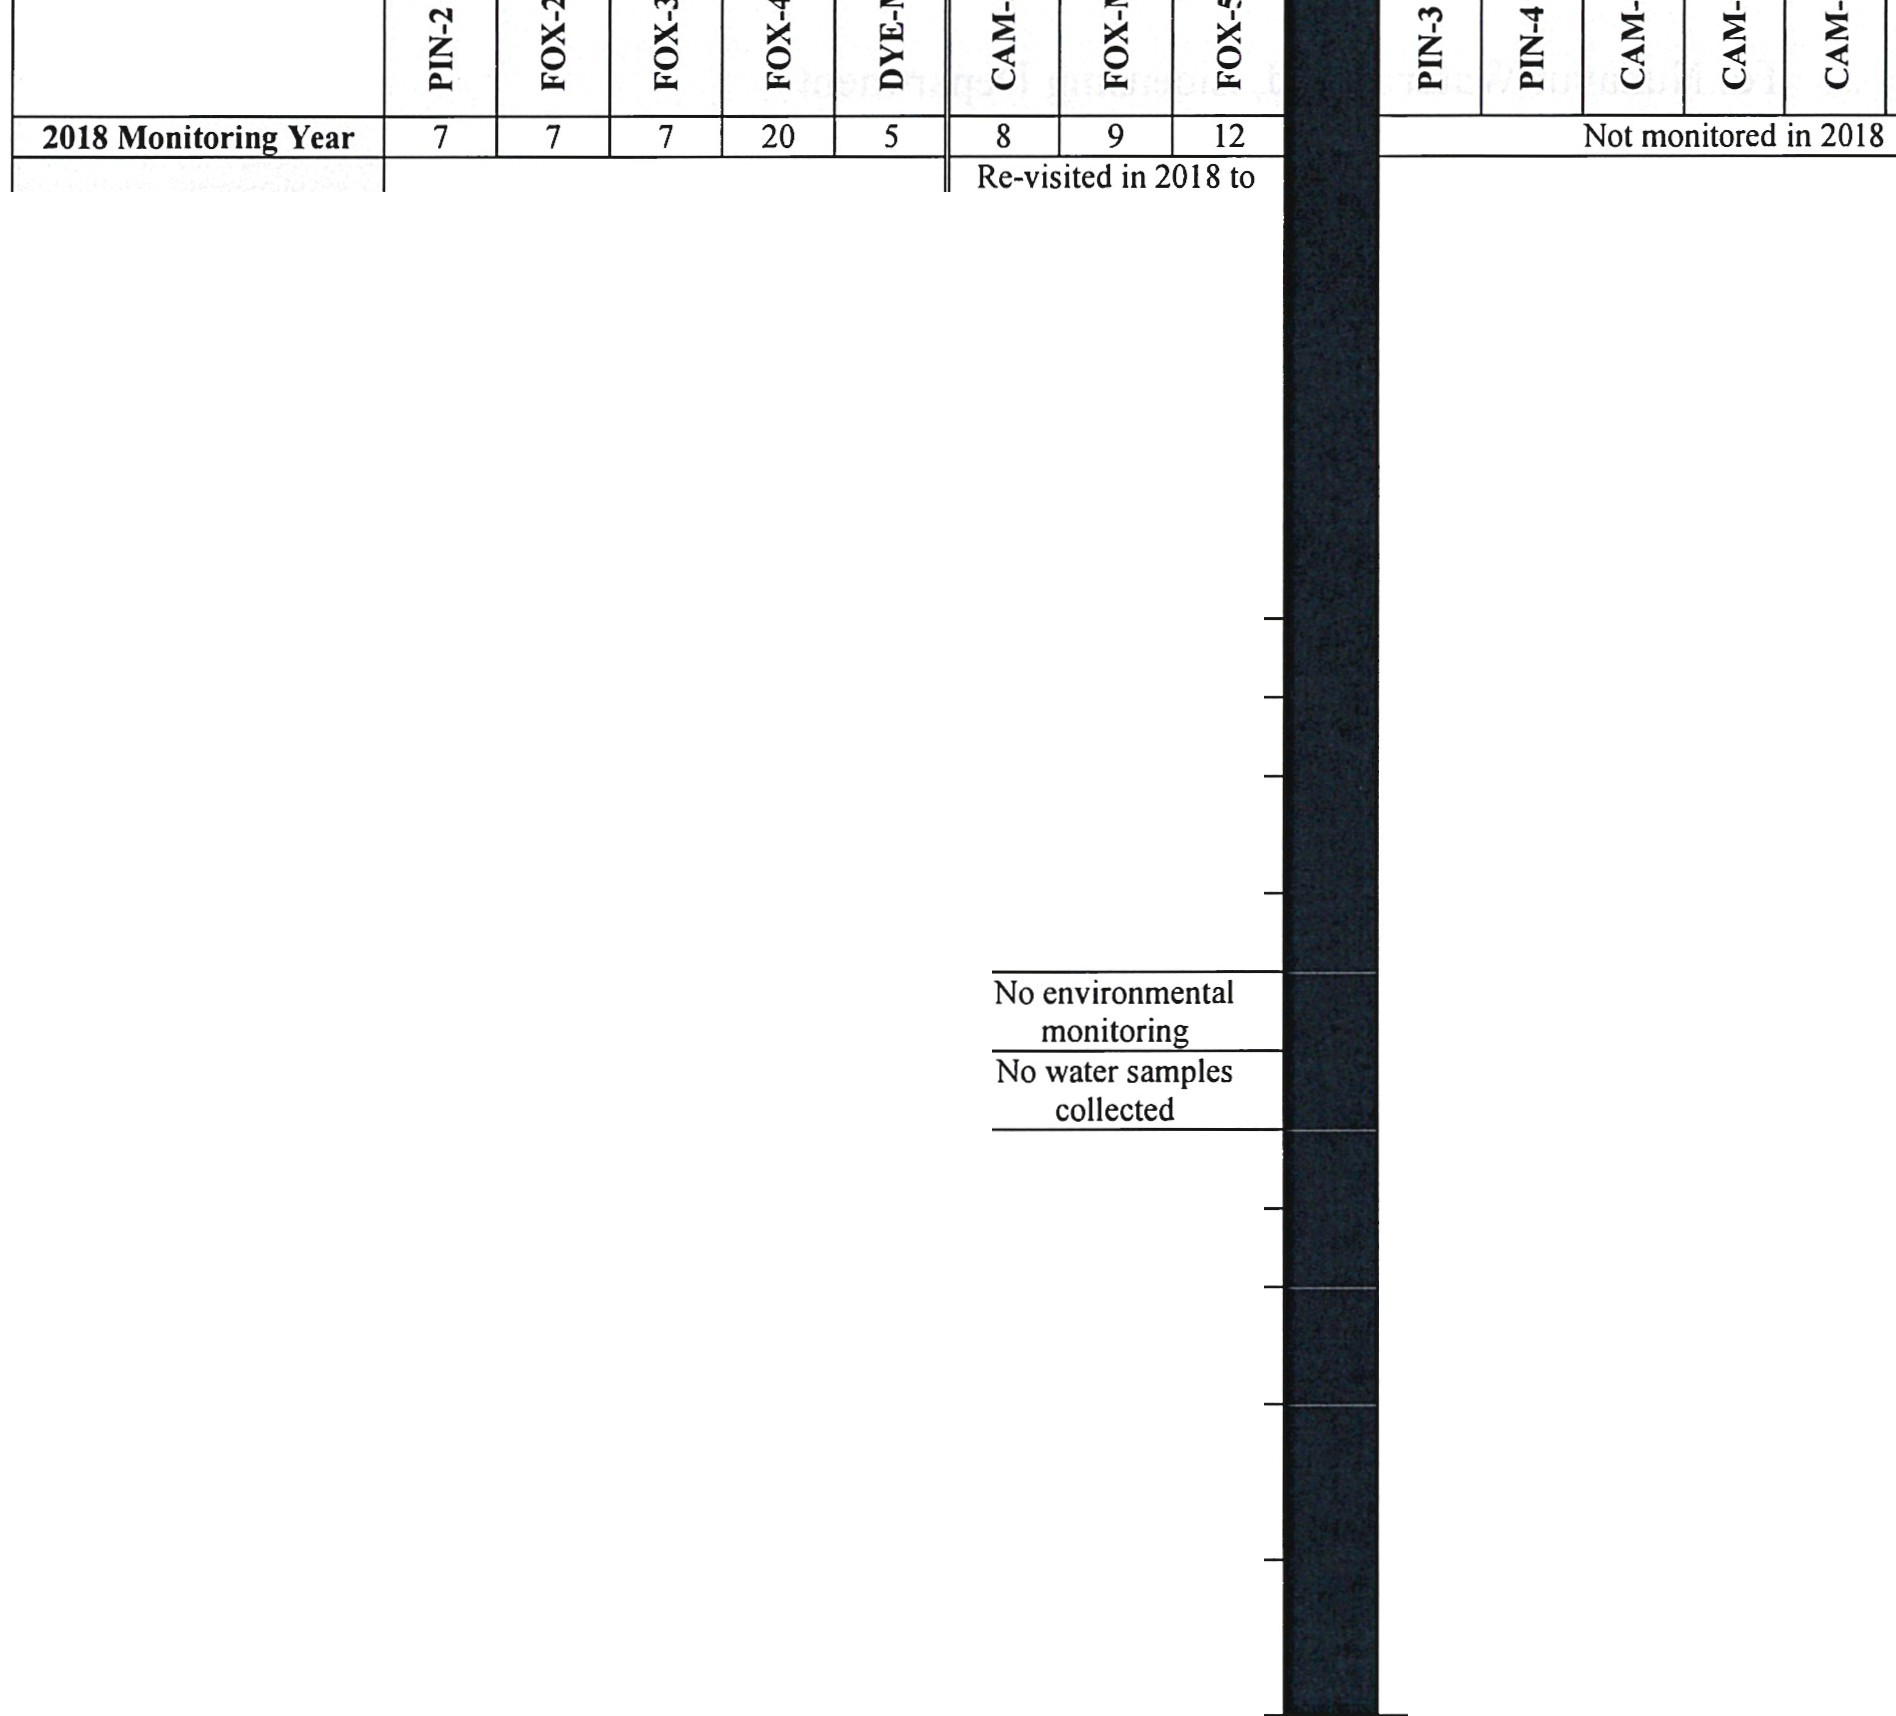 PIN-2 FOX-2 FOX-3 FOX-4 DYE-M CAM- FOX-M FOX-5 PIN-3 PIN-4 CAM- CAM- CAM-
2018 Monitoring Year 7 7 7 20 5 8 9 12 Not monitored in 2018
Re-visited in 2018 to
No environmental
monitoring
No water samples
collected